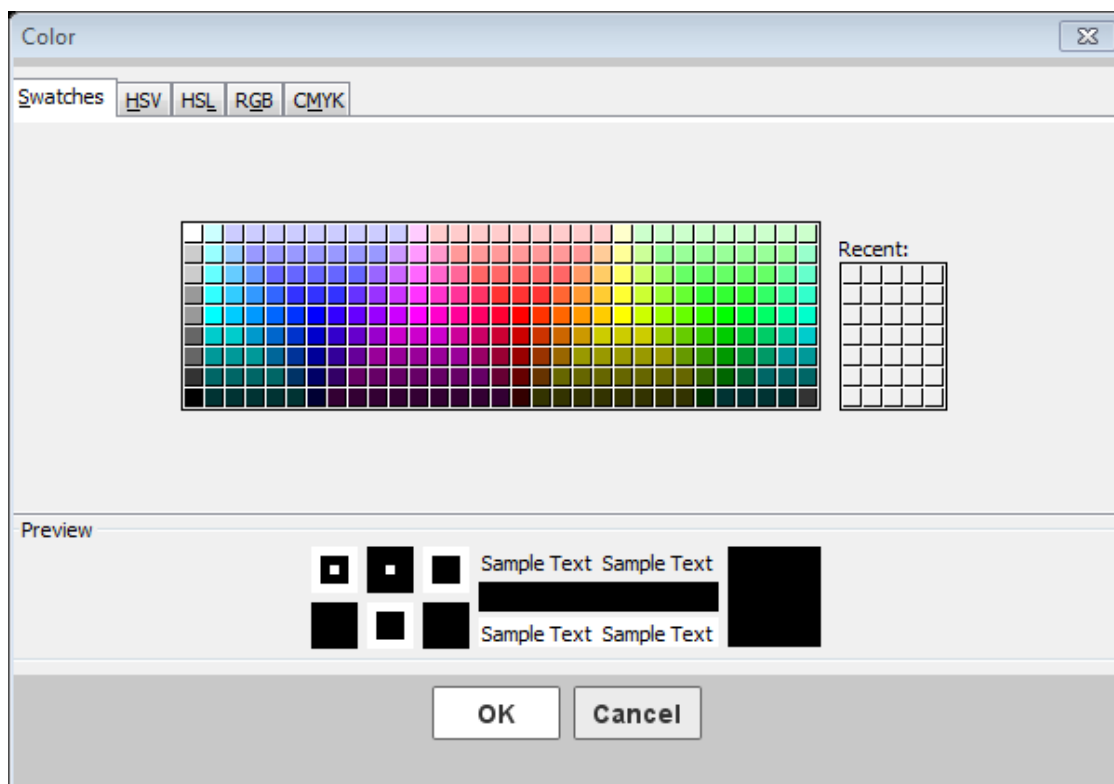 Color
Swatches HSV HSL RGB CMYK
Recent:
Preview
Sample Text Sample Text
Sample Text Sample Text
OK Cancel